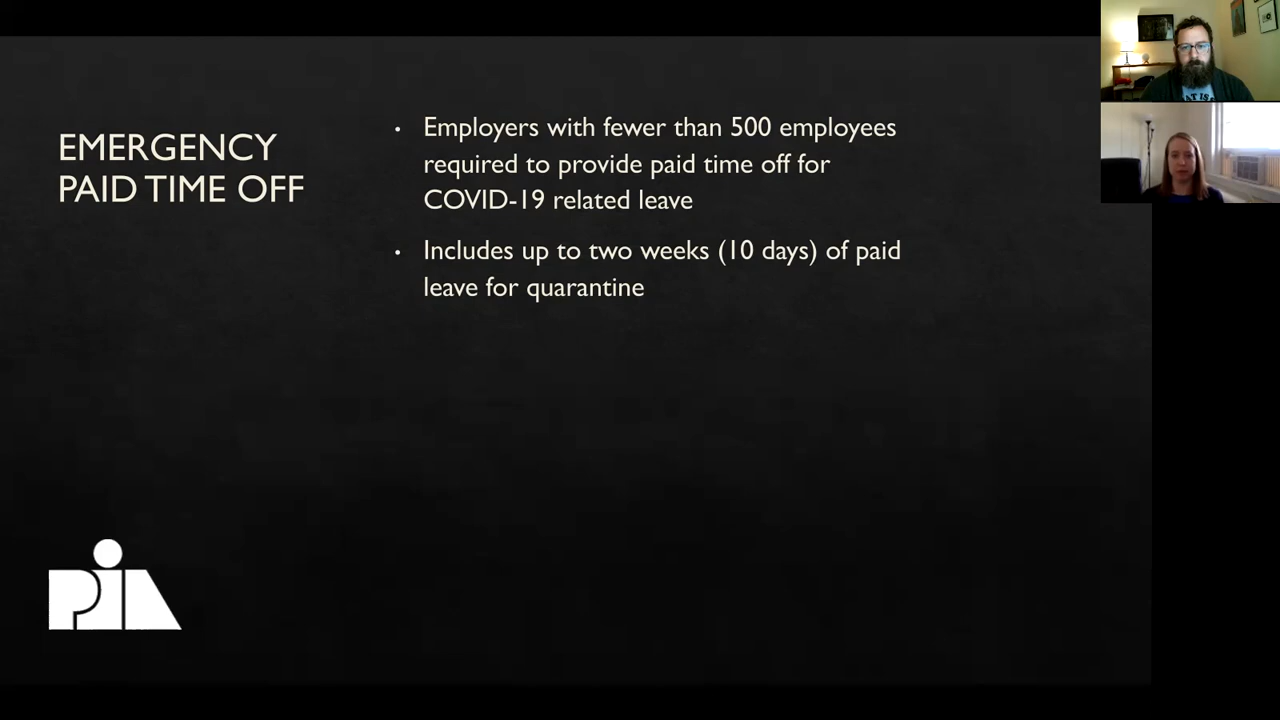 EMERGENCY
PAID TIME OFF
• Employers with fewer than 500 employees
required to provide paid time off for
COVID-19 related leave
• Includes up to two weeks (10 days) of paid
leave for quarantine
PIA